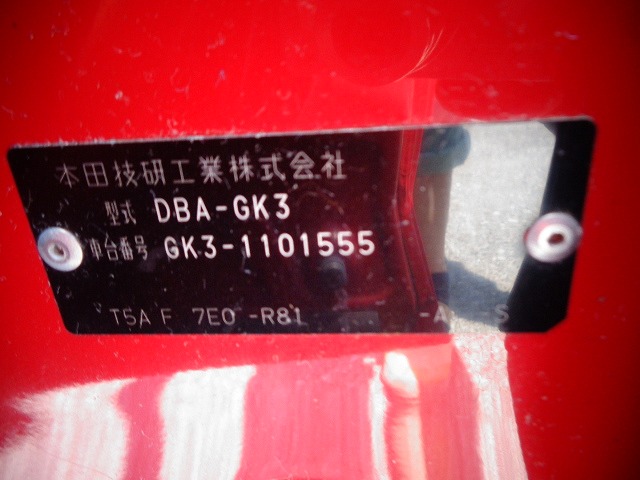 本田技研工業株式会社
型式 DBA-GK3
車台番号 GK3-1101555
T5A F 7E0 -R81 -A -S